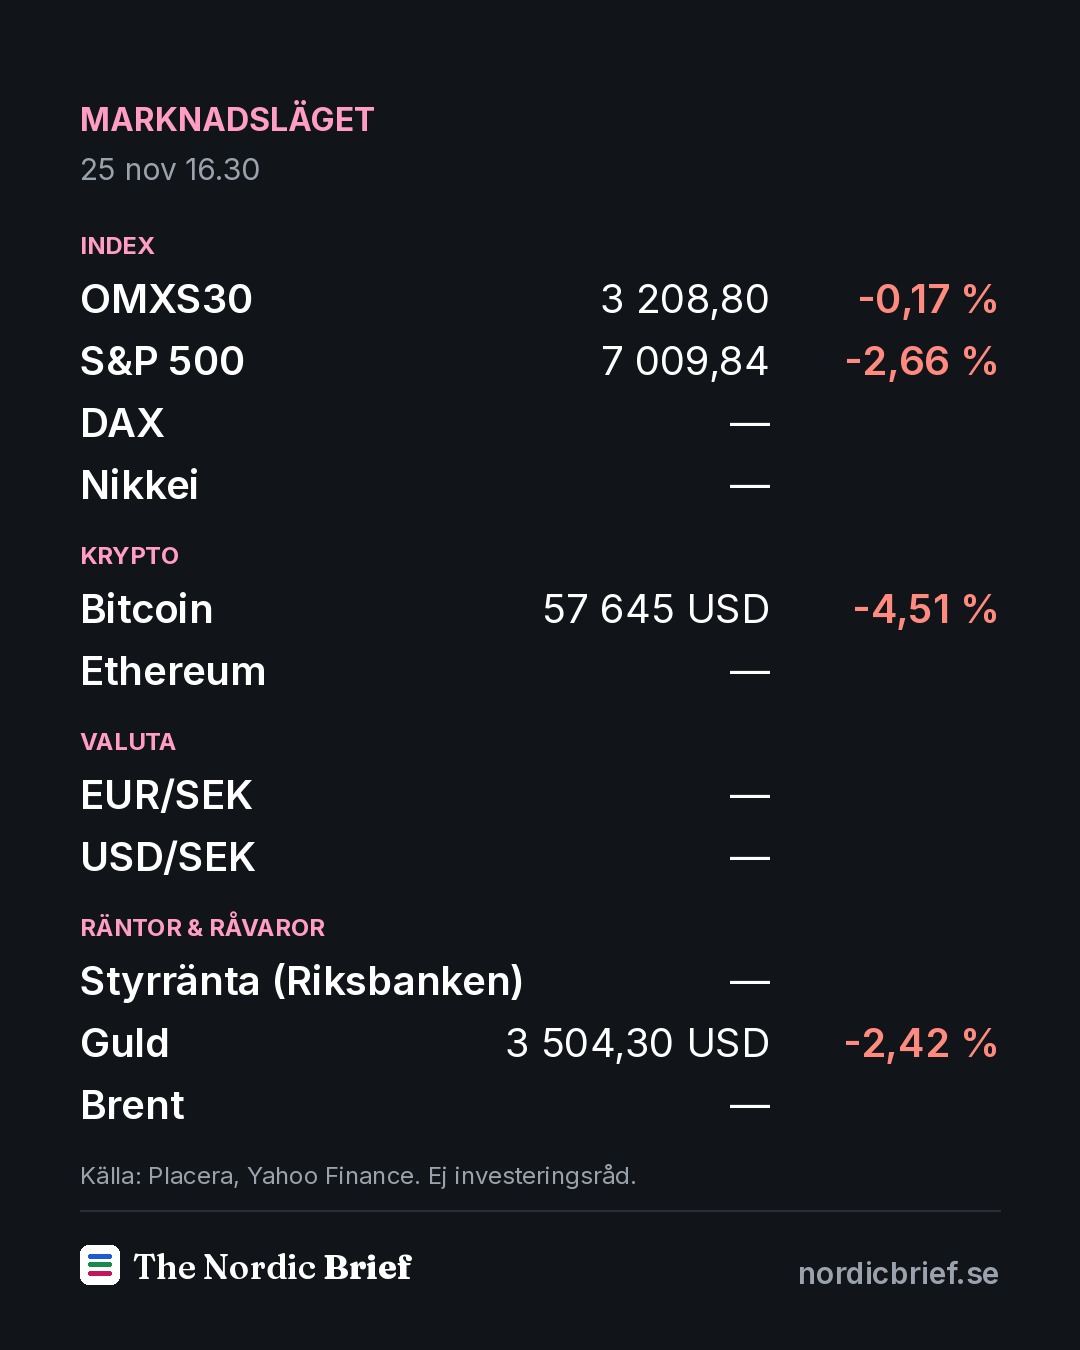 MARKNADSLÄGET
25 nov 16.30
INDEX
OMXS30 3 208,80 -0,17 %
S&P 500 7 009,84 -2,66 %
DAX —
Nikkei —
KRYPTO
Bitcoin 57 645 USD -4,51 %
Ethereum —
VALUTA
EUR/SEK —
USD/SEK —
RÄNTOR & RÅVAROR
Styrränta (Riksbanken) —
Guld 3 504,30 USD -2,42 %
Brent —
Källa: Placera, Yahoo Finance. Ej investeringsråd.
The Nordic Brief nordicbrief.se